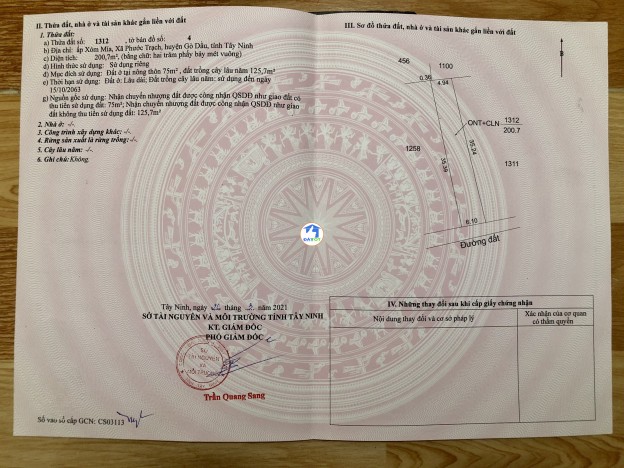 II. Thửa đất, nhà ở và tài sản khác gắn liền với đất
1. Thửa đất:
a) Thửa đất số: 1312 , tờ bản đồ số: 4
b) Địa chỉ: ấp Xóm Mía, Xã Phước Trạch, huyện Gò Dầu, tỉnh Tây Ninh
c) Diện tích: 200,7m², (bằng chữ: hai trăm phẩy bảy mét vuông)
d) Hình thức sử dụng: Sử dụng riêng
đ) Mục đích sử dụng: Đất ở tại nông thôn 75m² , đất trồng cây lâu năm 125,7m²
e) Thời hạn sử dụng: Đất ở: Lâu dài; Đất trồng cây lâu năm: sử dụng đến ngày
15/10/2063
g) Nguồn gốc sử dụng: Nhận chuyển nhượng đất được công nhận QSDĐ như giao đất có
thu tiền sử dụng đất: 75m²; Nhận chuyển nhượng đất được công nhận QSDĐ như giao
đất không thu tiền sử dụng đất: 125,7m²
2. Nhà ở : -/-
3. Công trình xây dựng khác: -/-
4. Rừng sản xuất là rừng trồng: -/-
5. Cây lâu năm: -/-
6. Ghi chú: Không.
Tây Ninh, ngày tháng 2 năm 2021
SỞ TÀI NGUYÊN VÀ MÔI TRƯỜNG TỈNH TÂY NINH
KT. GIÁM ĐỐC
PHÓ GIÁM ĐỐC
SỞ
TÀI NGUYÊN
VÀ
MÔI TRƯỜNG
Trần Quang Sang
Số vào sổ cấp GCN: CS03113
III. Sơ đồ thửa đất, nhà ở và tài sản khác gắn liền với đất
B
456
1100
0.36
4.94
ONT+CLN
1312
200.7
1258
35.24
1311
6.10
Đường đất
IV. Những thay đổi sau khi cấp giấy chứng nhận
Nội dung thay đổi và cơ sở pháp lý
Xác nhận của cơ quan
có thẩm quyền